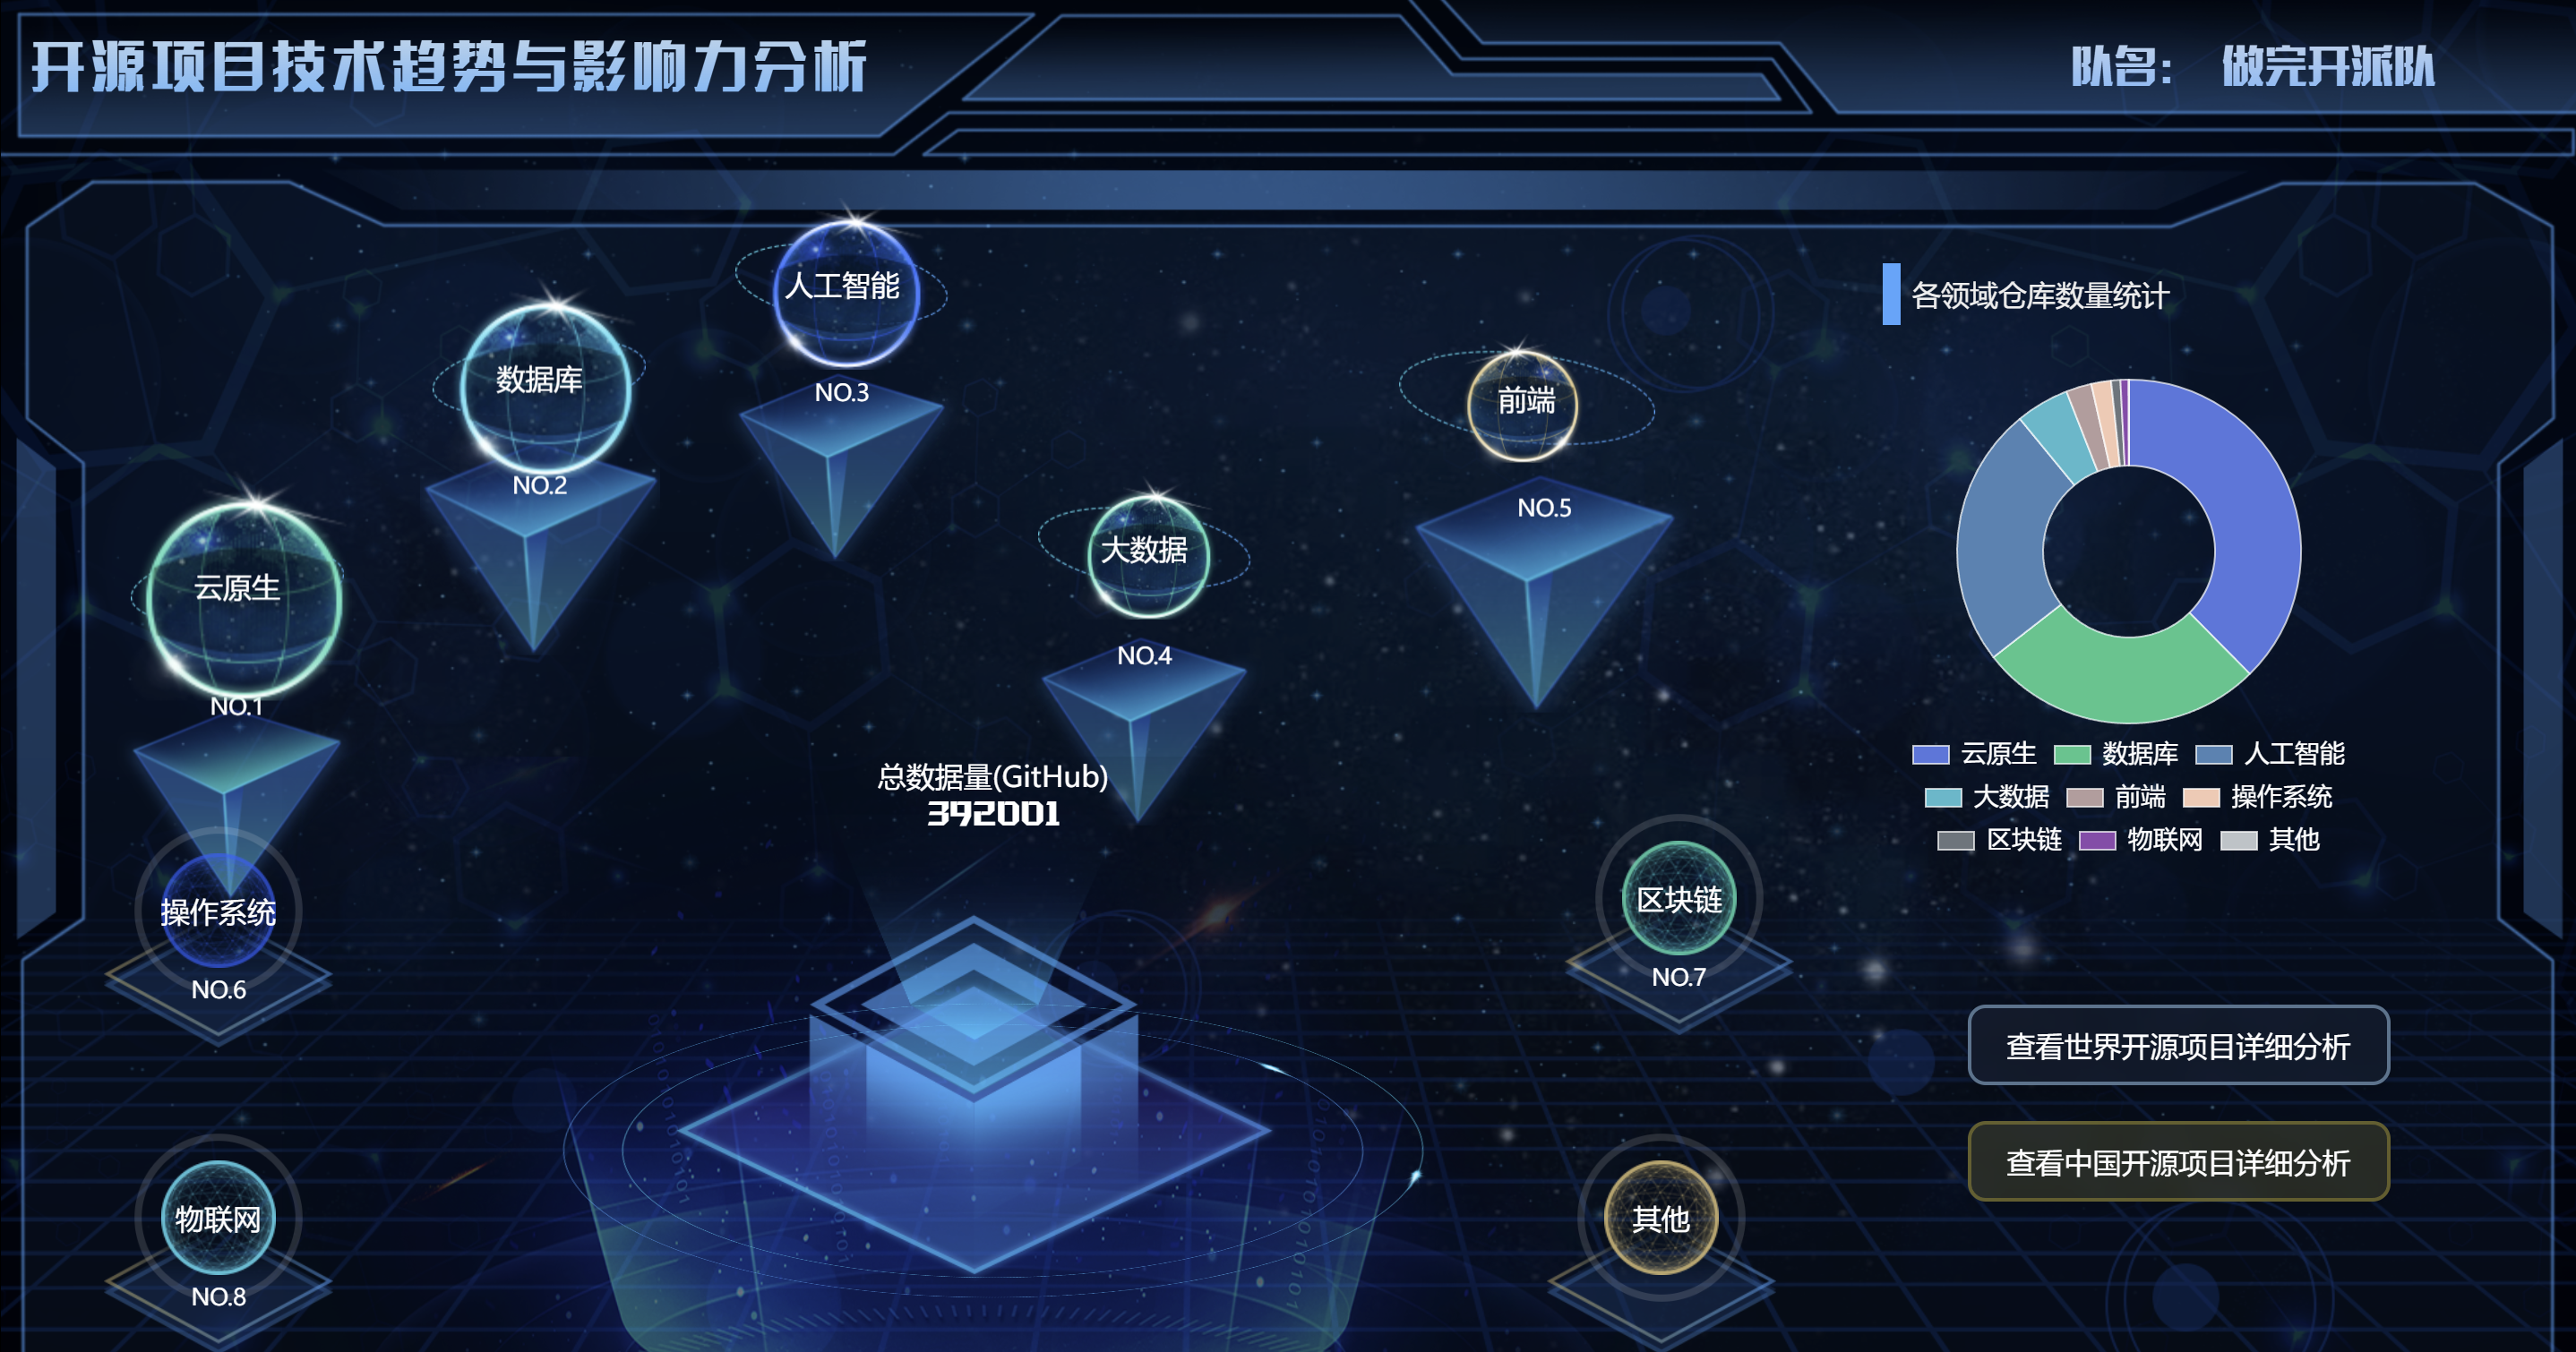 开源项目技术趋势与影响力分析
队名： 做完开派队
人工智能
NO.3
数据库
NO.2
前端
NO.5
云原生
NO.1
大数据
NO.4
总数据量(GitHub)
392001
操作系统
NO.6
区块链
NO.7
物联网
NO.8
其他
各领域仓库数量统计
云原生 数据库 人工智能
大数据 前端 操作系统
区块链 物联网 其他
查看世界开源项目详细分析
查看中国开源项目详细分析